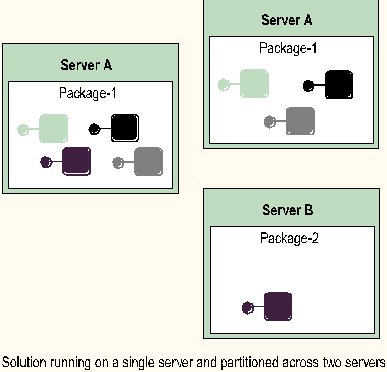 Server A
Package-1
Server A
Package-1
Server B
Package-2
Solution running on a single server and partitioned across two servers